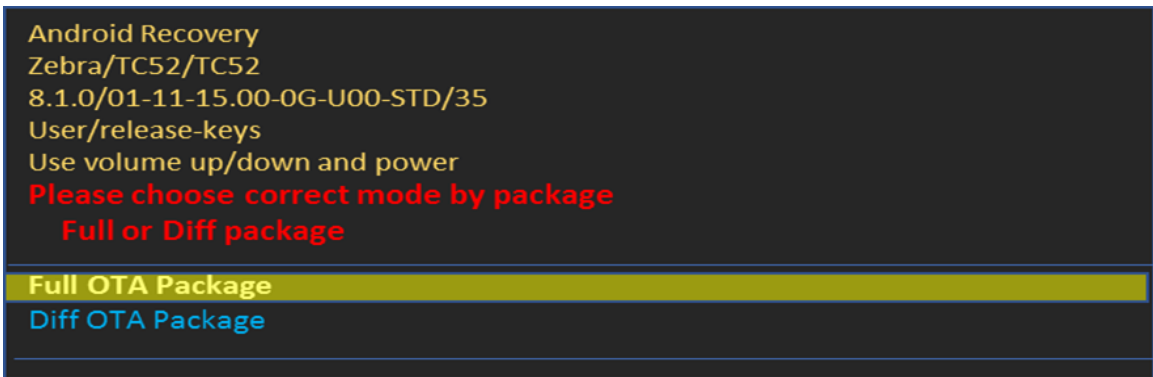 Android Recovery
Zebra/TC52/TC52
8.1.0/01-11-15.00-0G-U00-STD/35
User/release-keys
Use volume up/down and power
Please choose correct mode by package
Full or Diff package
Full OTA Package
Diff OTA Package